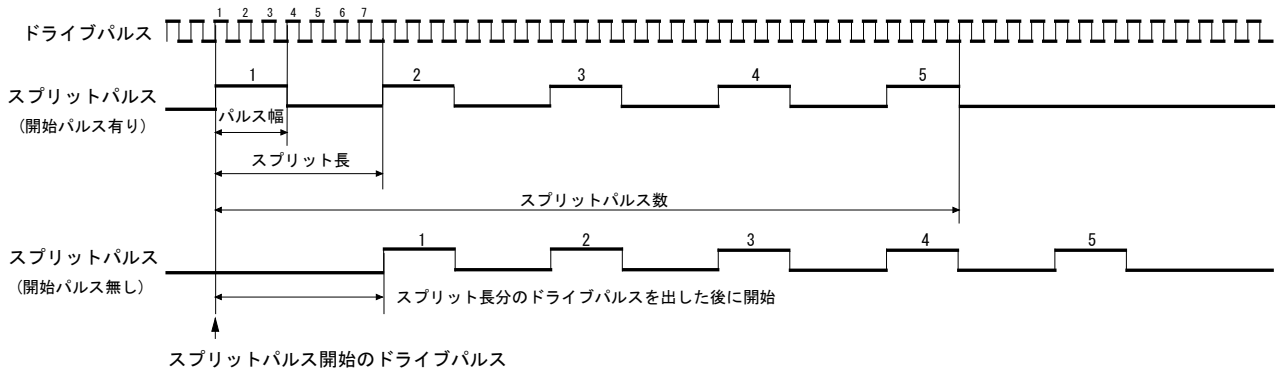 1 2 3 4 5 6 7
ドライブパルス
1 2 3 4 5
スプリットパルス
(開始パルス有り)
パルス幅
スプリット長
スプリットパルス数
1 2 3 4 5
スプリットパルス
(開始パルス無し)
スプリット長分のドライブパルスを出した後に開始
スプリットパルス開始のドライブパルス